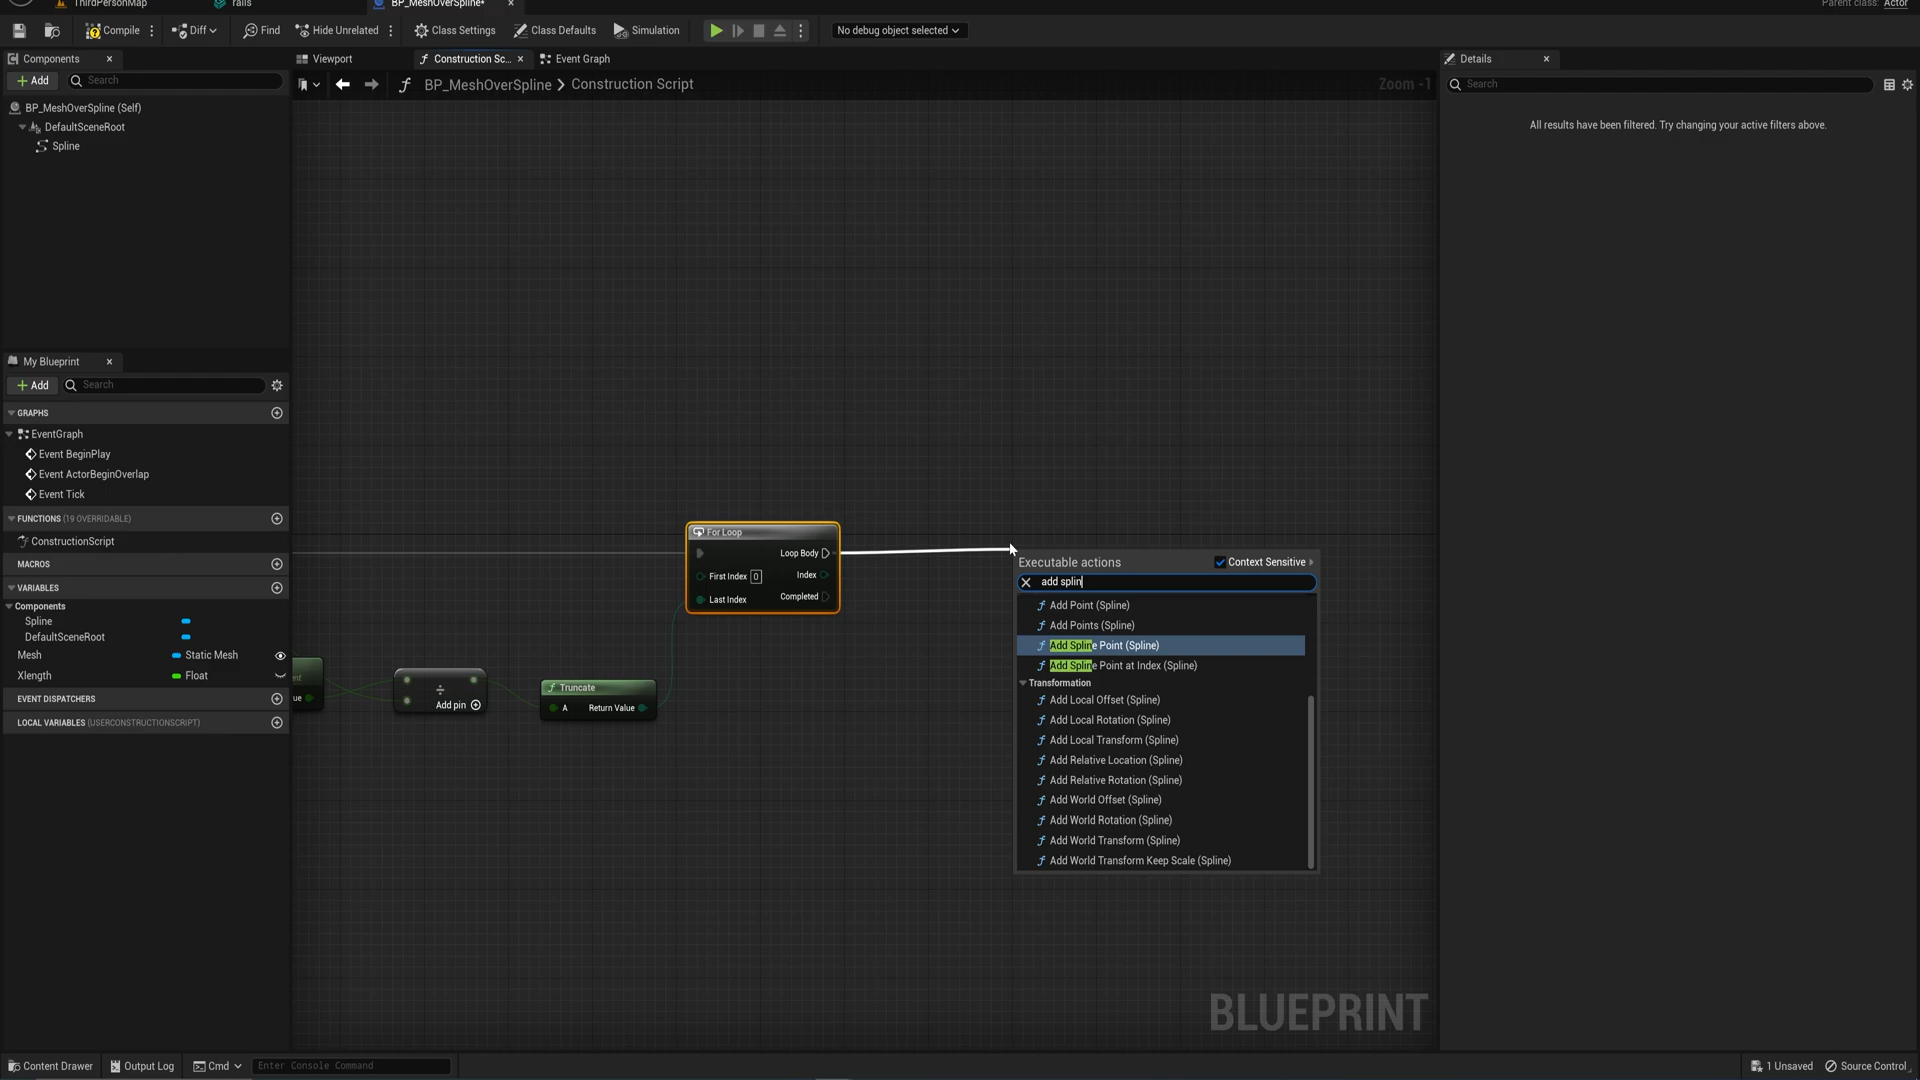 ThirdPersonMap
rails
BP_MeshOverSpline*
Parent class: Actor
Compile
Diff
Find
Hide Unrelated
Class Settings
Class Defaults
Simulation
No debug object selected
Components
Viewport
Construction Sc...
Event Graph
Details
Add
Search
BP_MeshOverSpline > Construction Script
Zoom -1
Search
BP_MeshOverSpline (Self)
DefaultSceneRoot
Spline
All results have been filtered. Try changing your active filters above.
My Blueprint
Add
Search
GRAPHS
EventGraph
Event BeginPlay
Event ActorBeginOverlap
Event Tick
FUNCTIONS (19 OVERRIDABLE)
ConstructionScript
MACROS
VARIABLES
Components
Spline
DefaultSceneRoot
Mesh
Static Mesh
Xlength
Float
EVENT DISPATCHERS
LOCAL VARIABLES (USERCONSTRUCTIONSCRIPT)
For Loop
Loop Body
First Index 0
Index
Last Index
Completed
ue
Add pin
Truncate
A
Return Value
Executable actions
Context Sensitive
add splin
Add Point (Spline)
Add Points (Spline)
Add Spline Point (Spline)
Add Spline Point at Index (Spline)
Transformation
Add Local Offset (Spline)
Add Local Rotation (Spline)
Add Local Transform (Spline)
Add Relative Location (Spline)
Add Relative Rotation (Spline)
Add World Offset (Spline)
Add World Rotation (Spline)
Add World Transform (Spline)
Add World Transform Keep Scale (Spline)
BLUEPRINT
Content Drawer
Output Log
Cmd
Enter Console Command
1 Unsaved
Source Control